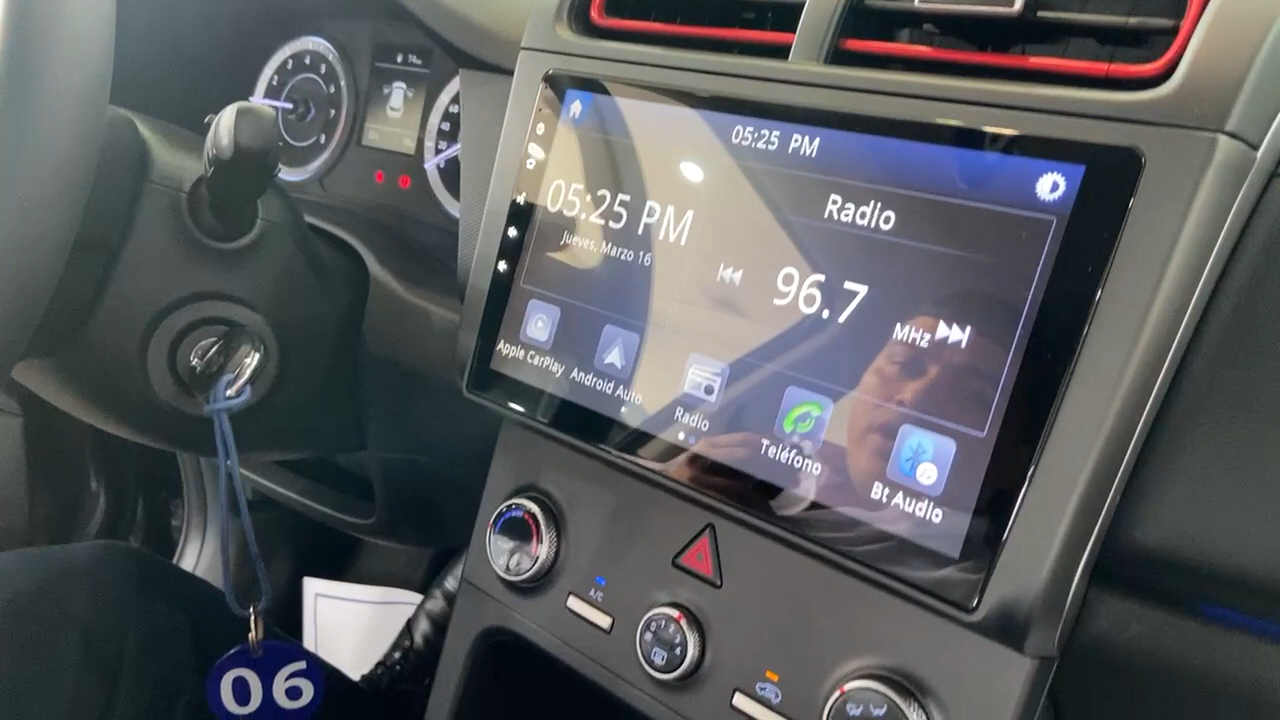 05:25 PM
05:25 PM
Jueves, Marzo 16
Radio
96.7
MHz
Apple CarPlay
Android Auto
Radio
Teléfono
Bt Audio
A/C
06